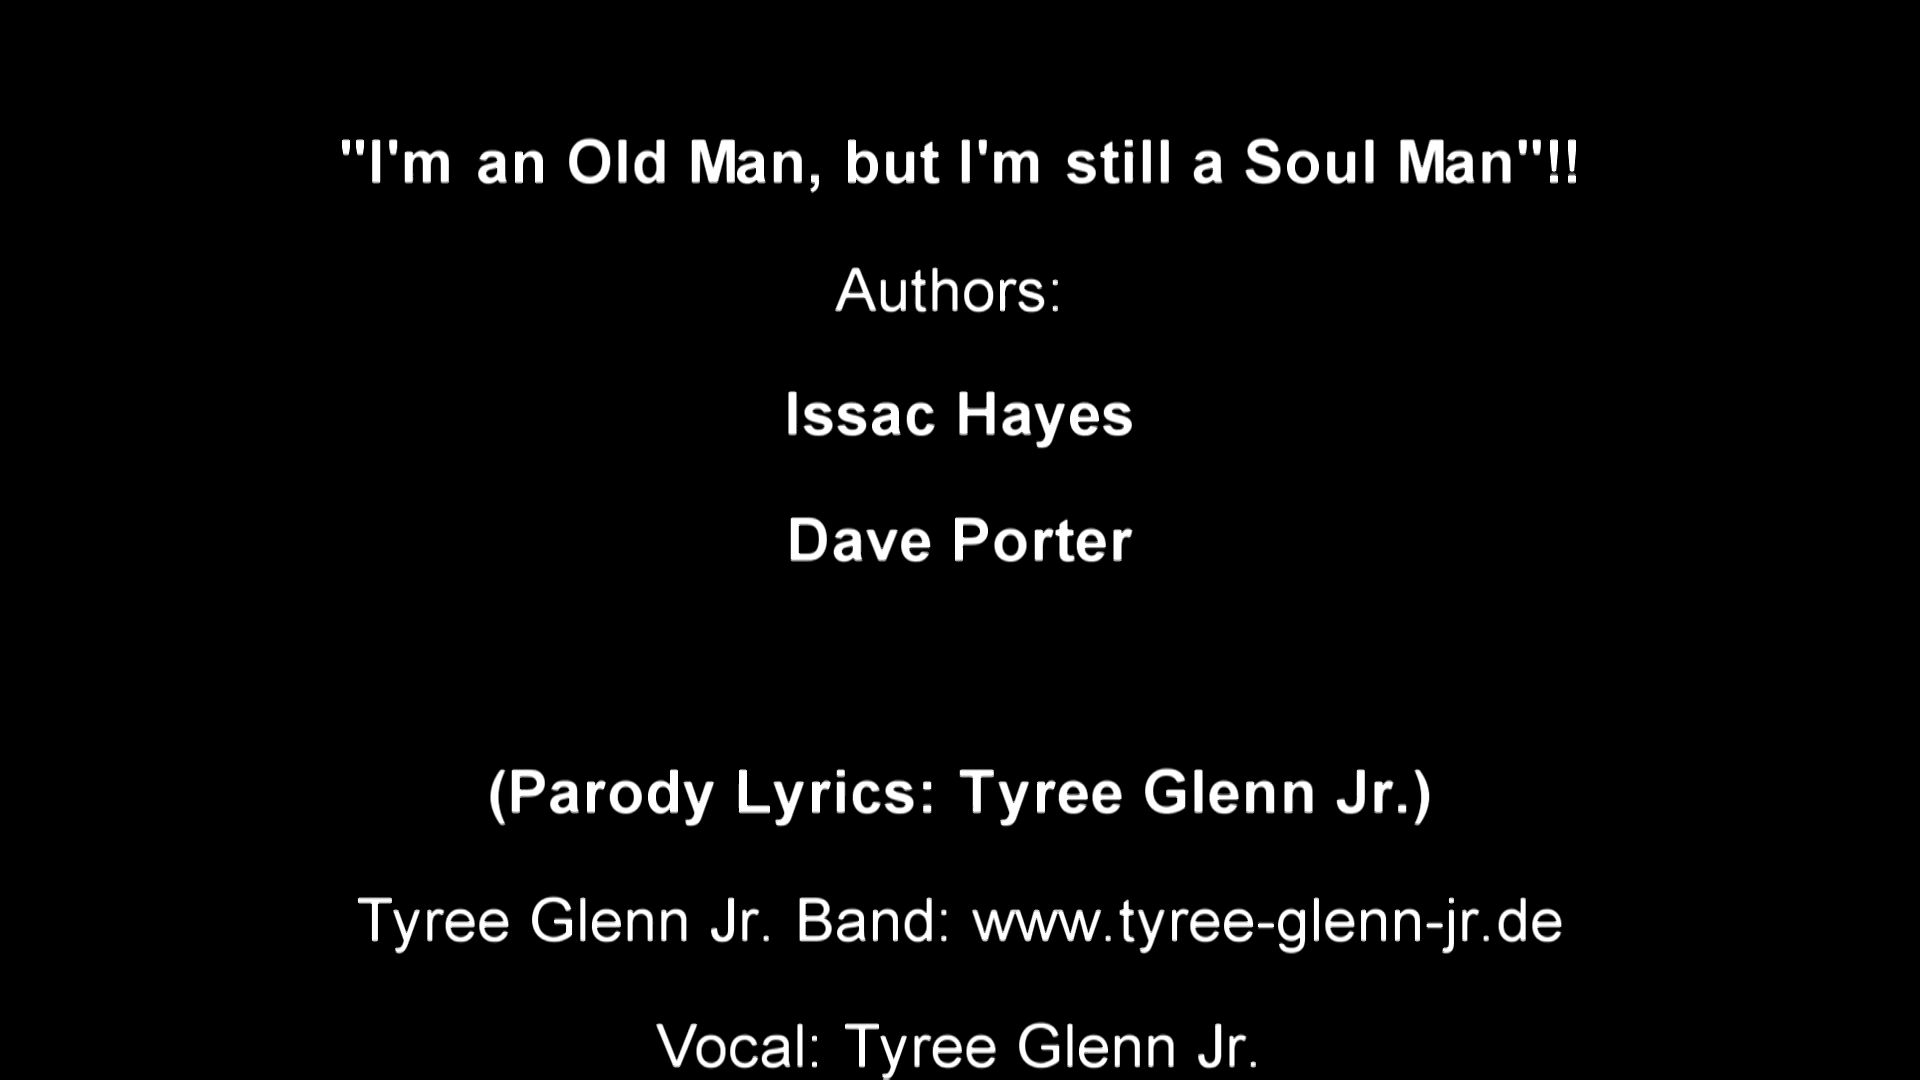 "I'm an Old Man, but I'm still a Soul Man"!!
Authors:
Issac Hayes
Dave Porter
(Parody Lyrics: Tyree Glenn Jr.)
Tyree Glenn Jr. Band: www.tyree-glenn-jr.de
Vocal: Tyree Glenn Jr.